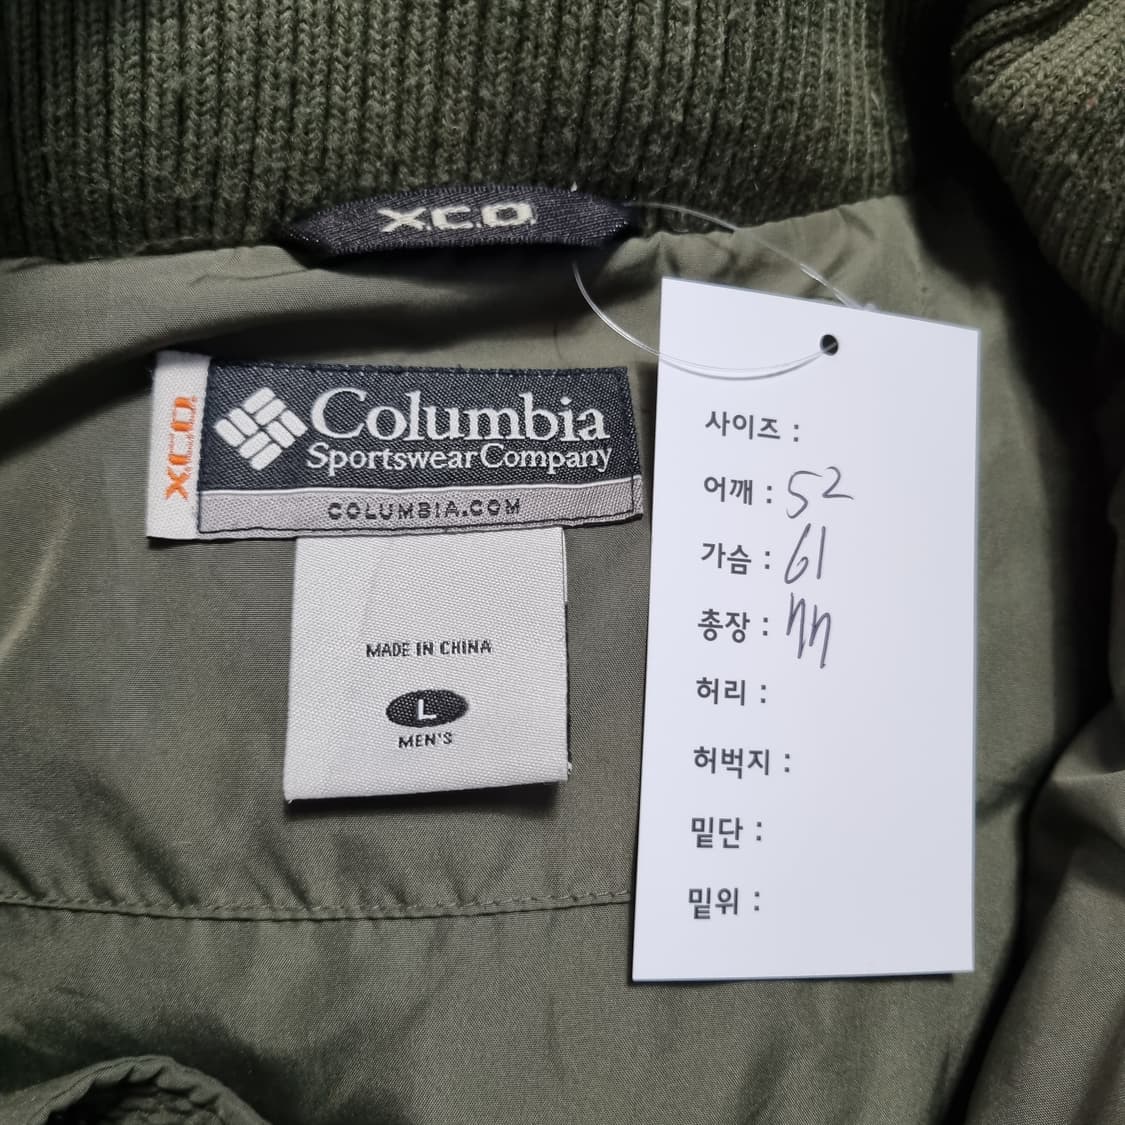 X.C.O.
XCO
Columbia
Sportswear Company
COLUMBIA.COM
MADE IN CHINA
L
MEN'S
사이즈 :
어깨 : 52
가슴 : 61
총장 : 77
허리 :
허벅지 :
밑단 :
밑위 :